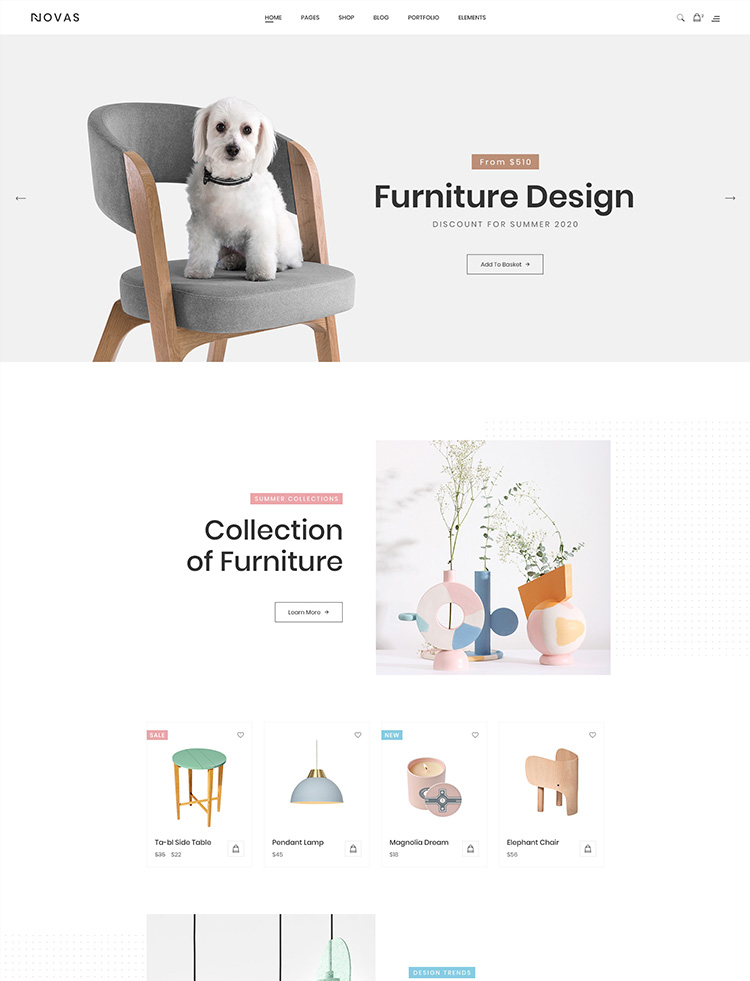 NOVAS
HOME PAGES SHOP BLOG PORTFOLIO ELEMENTS
2
From $510
Furniture Design
DISCOUNT FOR SUMMER 2020
Add To Basket
SUMMER COLLECTIONS
Collection
of Furniture
Learn More
SALE
NEW
Ta-bl Side Table
$35 $22
Pendant Lamp
$45
Magnolia Dream
$18
Elephant Chair
$56
DESIGN TRENDS